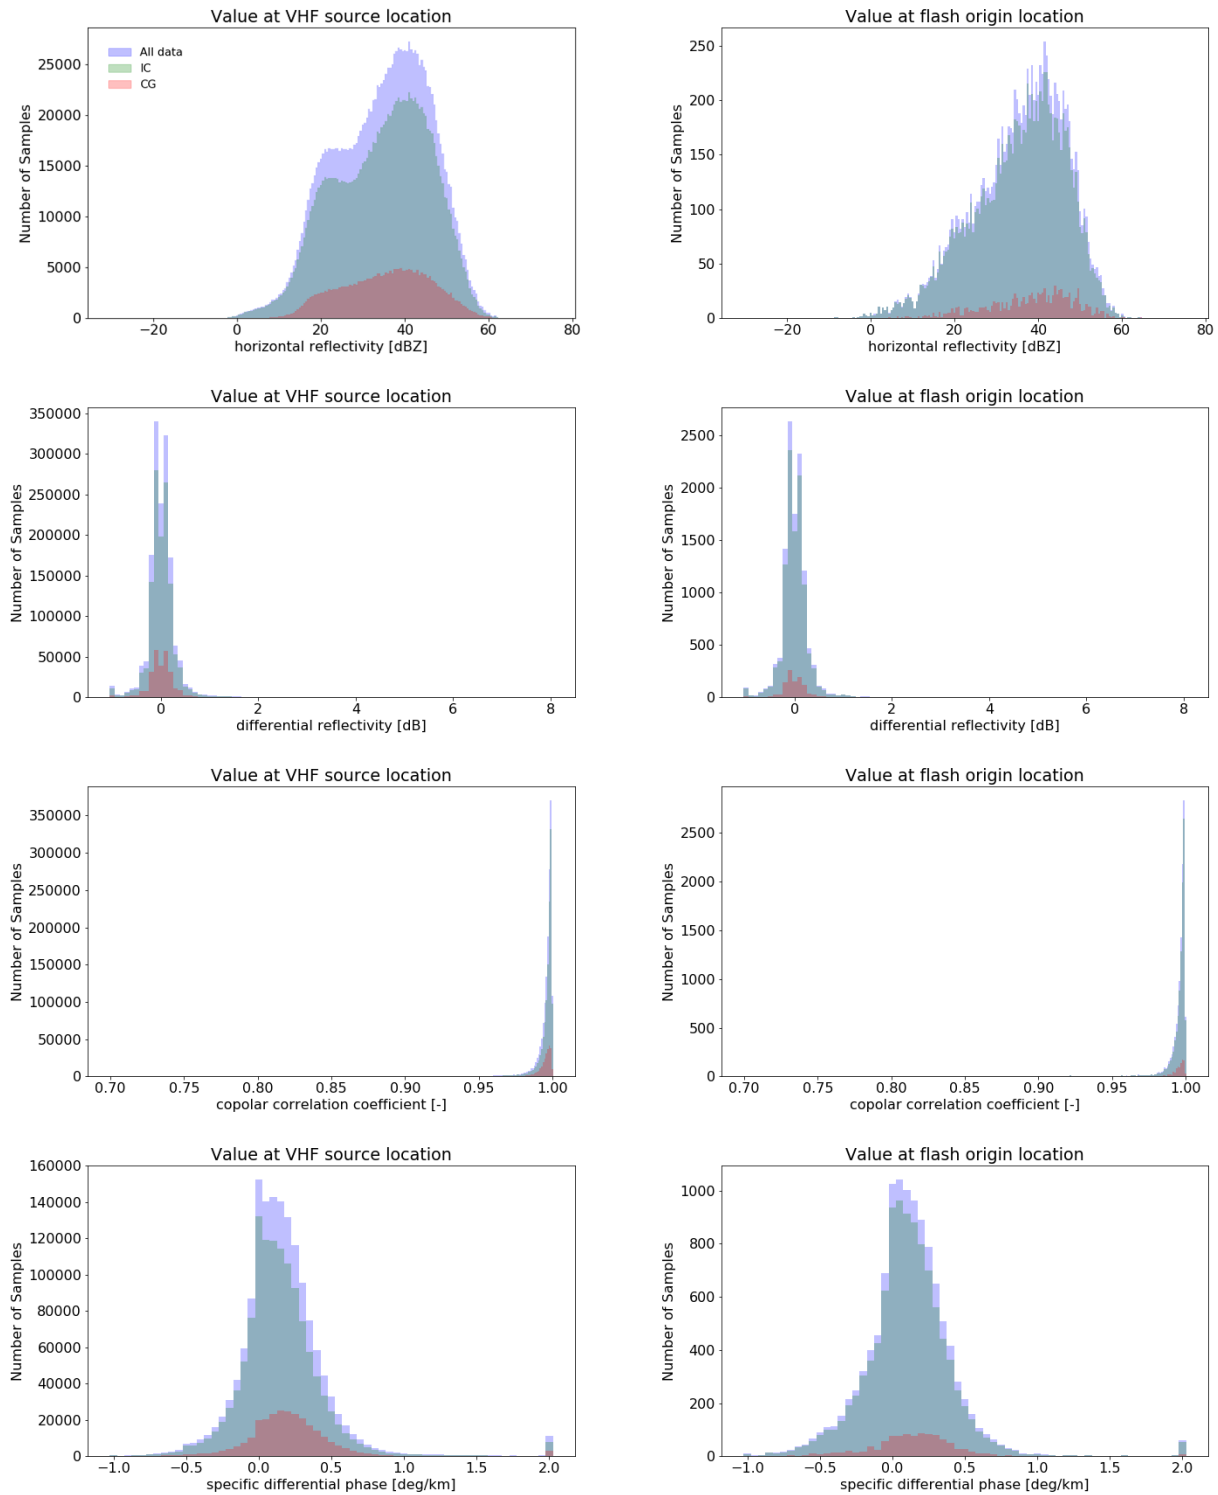 Value at VHF source location
Value at flash origin location
Number of Samples
25000
20000
15000
10000
5000
0
All data
IC
CG
−20 0 20 40 60 80
horizontal reflectivity [dBZ]
Number of Samples
250
200
150
100
50
0
−20 0 20 40 60 80
horizontal reflectivity [dBZ]
Value at VHF source location
Value at flash origin location
Number of Samples
350000
300000
250000
200000
150000
100000
50000
0
0 2 4 6 8
differential reflectivity [dB]
Number of Samples
2500
2000
1500
1000
500
0
0 2 4 6 8
differential reflectivity [dB]
Value at VHF source location
Value at flash origin location
Number of Samples
350000
300000
250000
200000
150000
100000
50000
0
0.70 0.75 0.80 0.85 0.90 0.95 1.00
copolar correlation coefficient [-]
Number of Samples
2500
2000
1500
1000
500
0
0.70 0.75 0.80 0.85 0.90 0.95 1.00
copolar correlation coefficient [-]
Value at VHF source location
Value at flash origin location
Number of Samples
160000
140000
120000
100000
80000
60000
40000
20000
0
−1.0 −0.5 0.0 0.5 1.0 1.5 2.0
specific differential phase [deg/km]
Number of Samples
1000
800
600
400
200
0
−1.0 −0.5 0.0 0.5 1.0 1.5 2.0
specific differential phase [deg/km]